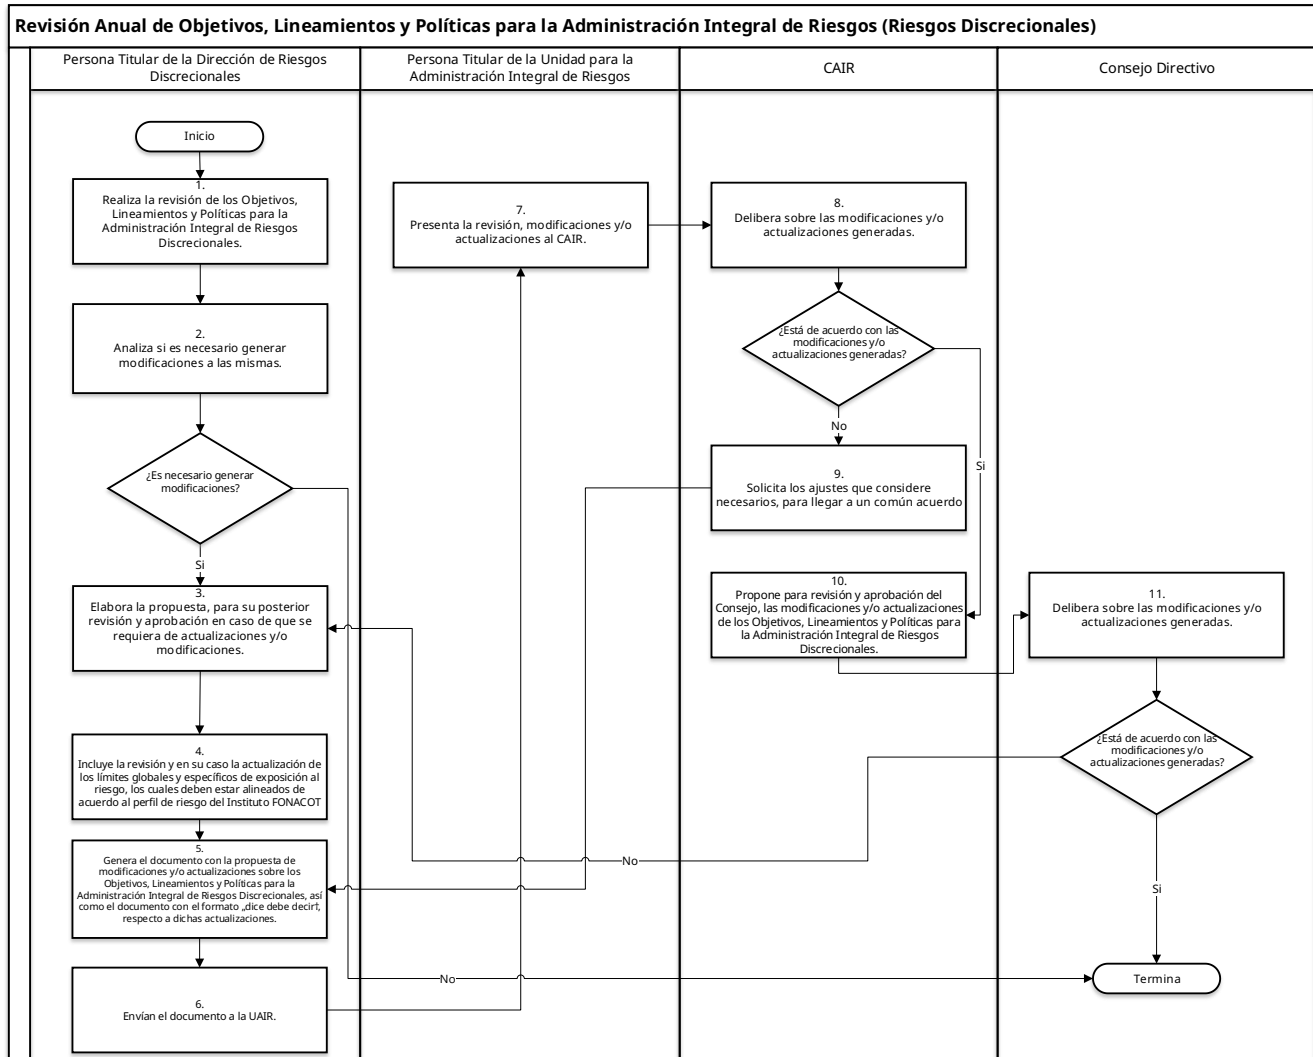 Revisión Anual de Objetivos, Lineamientos y Políticas para la Administración Integral de Riesgos (Riesgos Discrecionales)
Persona Titular de la Dirección de Riesgos
Discrecionales
Persona Titular de la Unidad para la
Administración Integral de Riesgos
CAIR
Consejo Directivo
Inicio
1.
Realiza la revisión de los Objetivos,
Lineamientos y Políticas para la
Administración Integral de Riesgos
Discrecionales.
2.
Analiza si es necesario generar
modificaciones a las mismas.
¿Es necesario generar
modificaciones?
Si
3.
Elabora la propuesta, para su posterior
revisión y aprobación en caso de que se
requiera de actualizaciones y/o
modificaciones.
4.
Incluye la revisión y en su caso la actualización de
los límites globales y específicos de exposición al
riesgo, los cuales deben estar alineados de
acuerdo al perfil de riesgo del Instituto FONACOT
5.
Genera el documento con la propuesta de
modificaciones y/o actualizaciones sobre los
Objetivos, Lineamientos y Políticas para la
Administración Integral de Riesgos Discrecionales, así
como el documento con el formato „dice debe decir‟,
respecto a dichas actualizaciones.
6.
Envían el documento a la UAIR.
7.
Presenta la revisión, modificaciones y/o
actualizaciones al CAIR.
8.
Delibera sobre las modificaciones y/o
actualizaciones generadas.
¿Está de acuerdo con las
modificaciones y/o
actualizaciones generadas?
No
Si
9.
Solicita los ajustes que considere
necesarios, para llegar a un común acuerdo
10.
Propone para revisión y aprobación del
Consejo, las modificaciones y/o actualizaciones
de los Objetivos, Lineamientos y Políticas para
la Administración Integral de Riesgos
Discrecionales.
11.
Delibera sobre las modificaciones y/o
actualizaciones generadas.
¿Está de acuerdo con las
modificaciones y/o
actualizaciones generadas?
No
Si
No
Termina